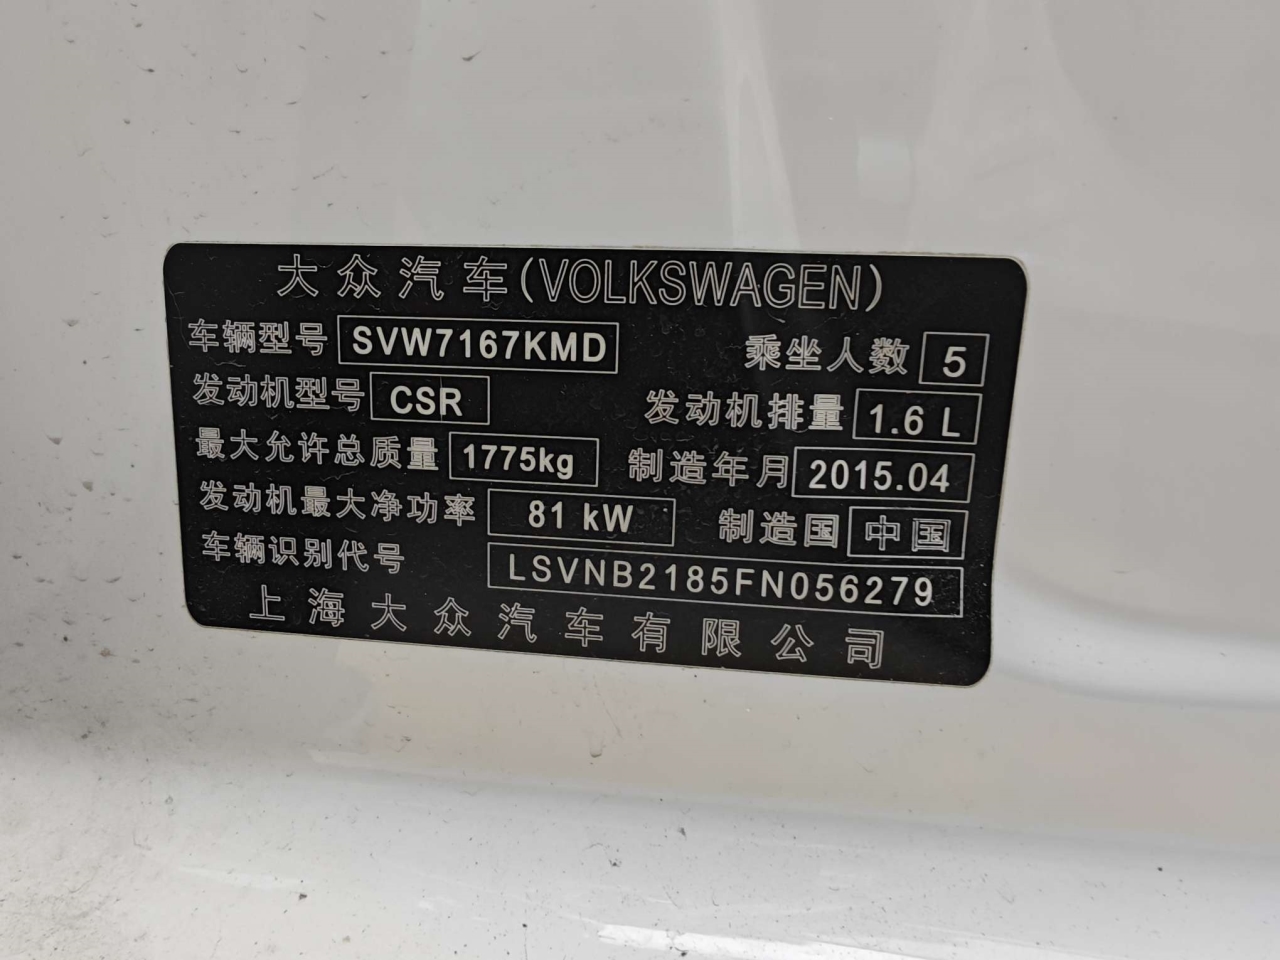 大众汽车(VOLKSWAGEN)
车辆型号 SVW7167KMD 乘坐人数 5
发动机型号 CSR 发动机排量 1.6 L
最大允许总质量 1775kg 制造年月 2015.04
发动机最大净功率 81 kW 制造国 中国
车辆识别代号 LSVNB2185FN056279
上海大众汽车有限公司